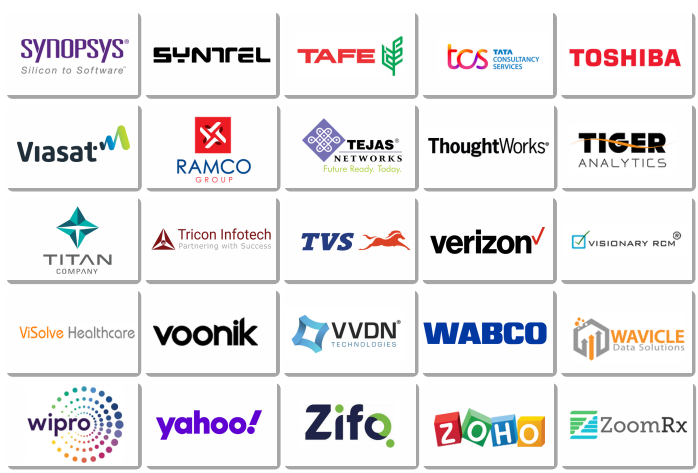 SYNOPSYS®
Silicon to Software™
SYNTEL
TAFE
tcs TATA
CONSULTANCY
SERVICES
TOSHIBA
Viasat
RAMCO
GROUP
TEJAS®
NETWORKS
Future Ready. Today.
ThoughtWorks®
TIGER
ANALYTICS
TITAN
COMPANY
Tricon Infotech
Partnering with Success
TVS
verizon
VISIONARY RCM®
ViSolve Healthcare
voonik
VVDN®
TECHNOLOGIES
WABCO
WAVICLE
Data Solutions
wipro
yahoo!
Zifo
ZOHO
ZoomRx